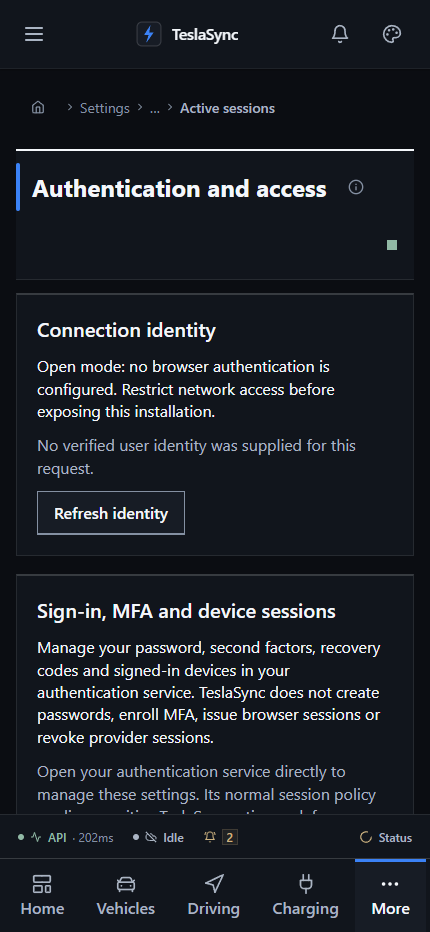 TeslaSync
Settings
...
Active sessions
Authentication and access
Connection identity
Open mode: no browser authentication is
configured. Restrict network access before
exposing this installation.
No verified user identity was supplied for this
request.
Refresh identity
Sign-in, MFA and device sessions
Manage your password, second factors, recovery
codes and signed-in devices in your
authentication service. TeslaSync does not create
passwords, enroll MFA, issue browser sessions or
revoke provider sessions.
Open your authentication service directly to
manage these settings. Its normal session policy
API · 202ms
Idle
2
Status
Home
Vehicles
Driving
Charging
More